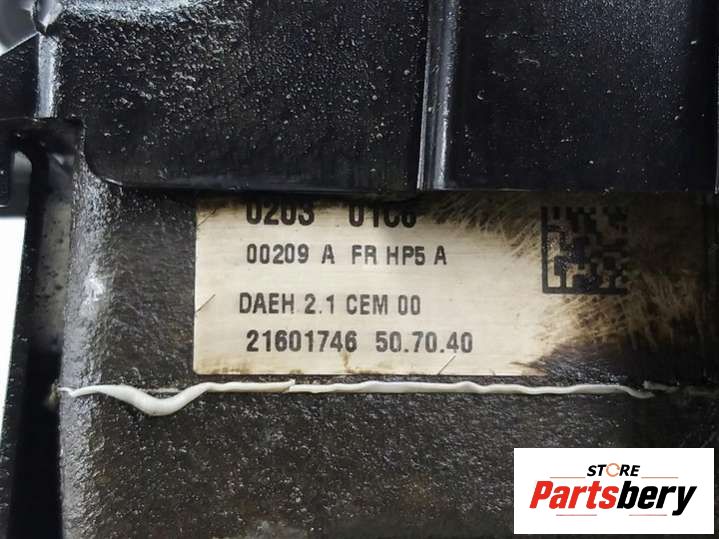 00209 A FR HP5 A
DAEH 2.1 CEM 00
21601746 50.70.40
STORE
Partsbery